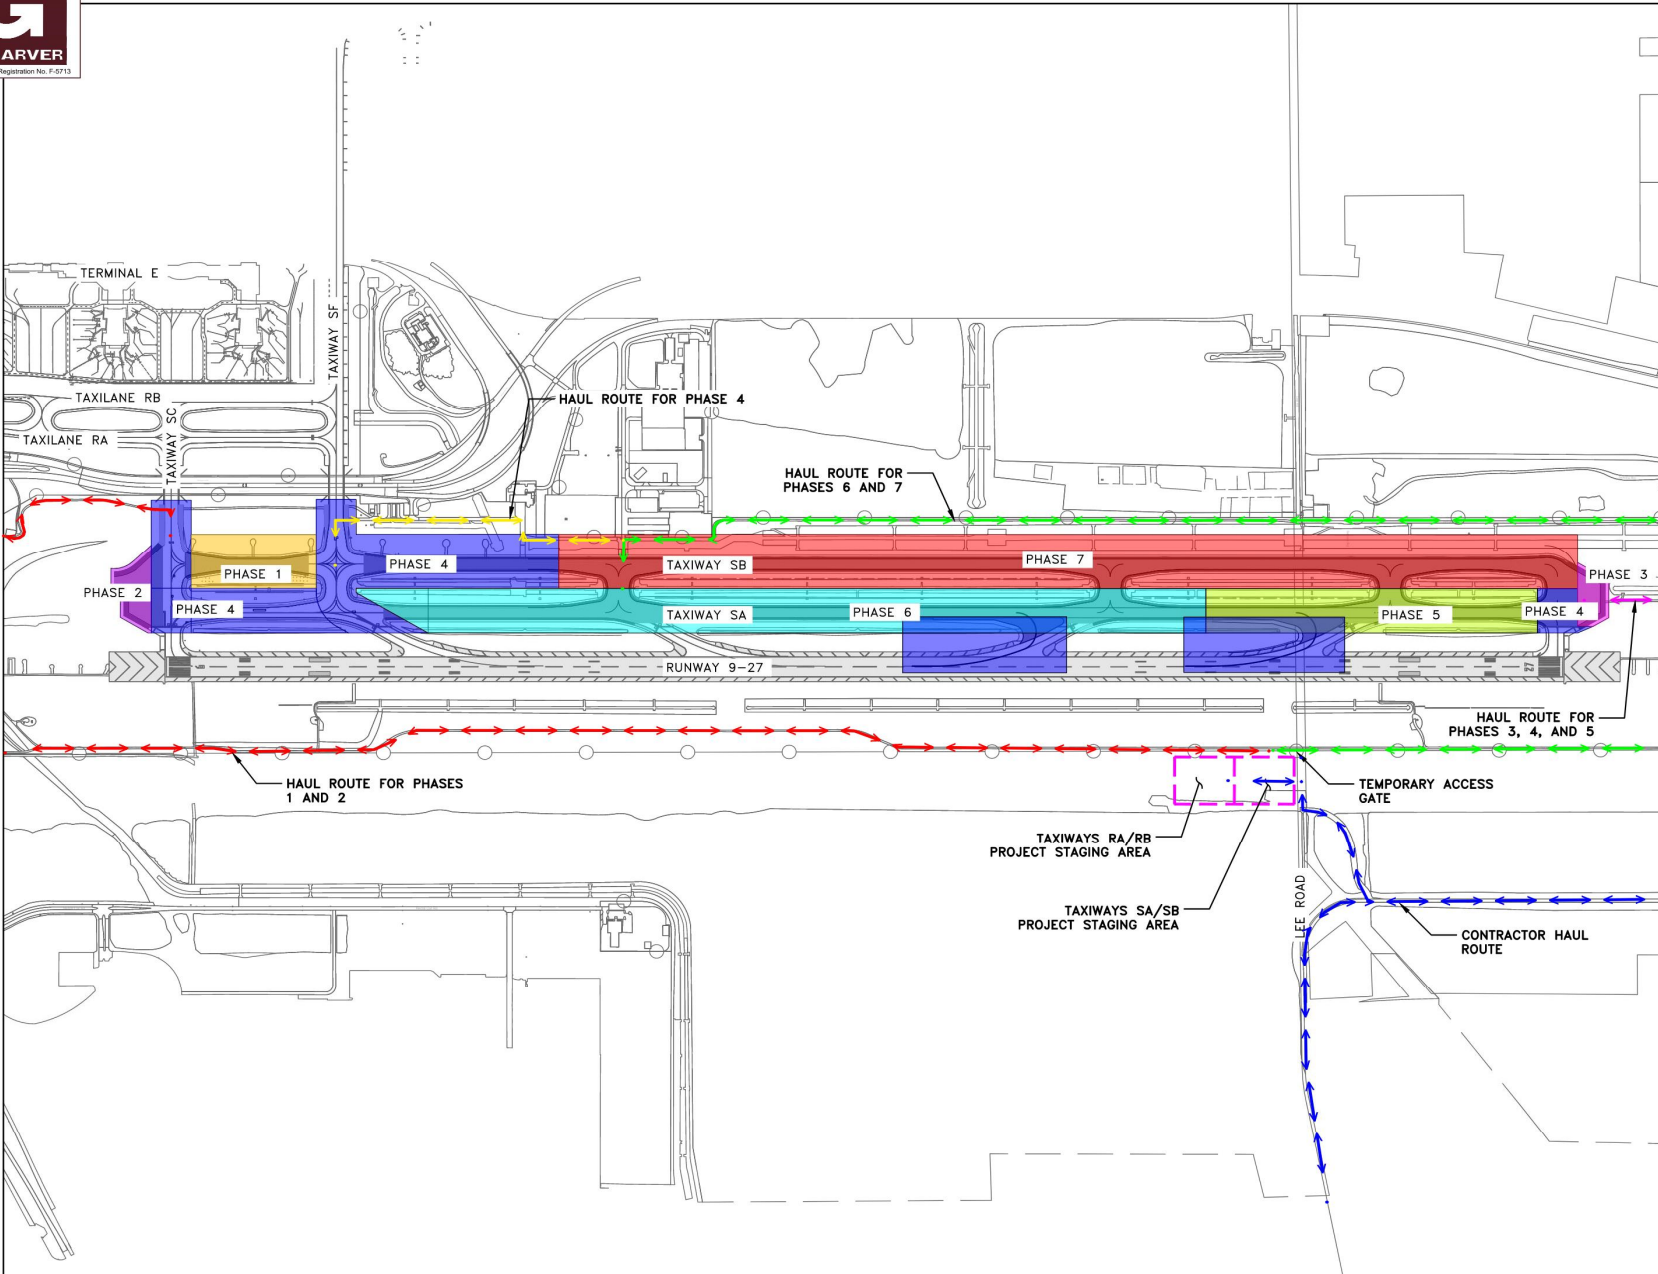 ARVER
Registration No. F-5713
TERMINAL E
TAXIWAY SF
TAXILANE RB
TAXIWAY SC
TAXILANE RA
HAUL ROUTE FOR PHASE 4
HAUL ROUTE FOR
PHASES 6 AND 7
PHASE 1
PHASE 4
TAXIWAY SB
PHASE 7
PHASE 3
PHASE 2
PHASE 4
TAXIWAY SA
PHASE 6
PHASE 5
PHASE 4
RUNWAY 9-27
27
HAUL ROUTE FOR
PHASES 3, 4, AND 5
HAUL ROUTE FOR PHASES
1 AND 2
TEMPORARY ACCESS
GATE
TAXIWAYS RA/RB
PROJECT STAGING AREA
TAXIWAYS SA/SB
PROJECT STAGING AREA
LEE ROAD
CONTRACTOR HAUL
ROUTE